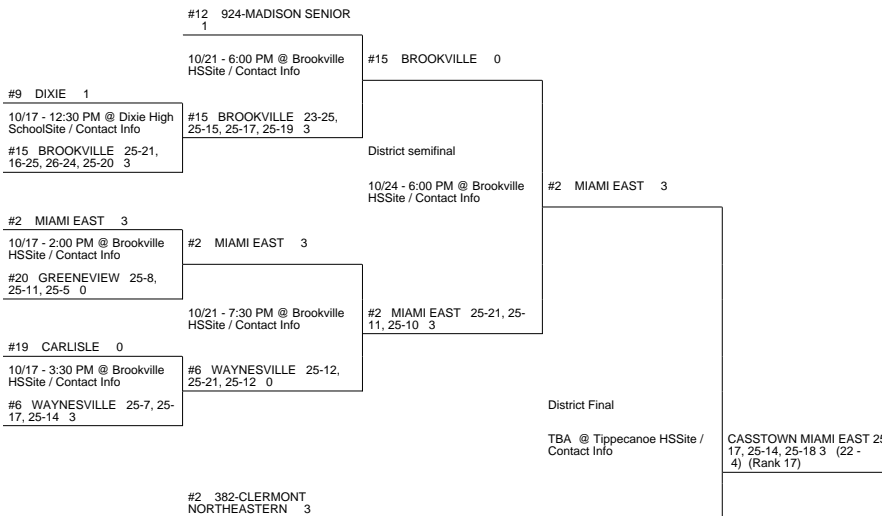 #12 924-MADISON SENIOR
1
10/21 - 6:00 PM @ Brookville
HSSite / Contact Info
#15 BROOKVILLE 0
#9 DIXIE 1
10/17 - 12:30 PM @ Dixie High
SchoolSite / Contact Info
#15 BROOKVILLE 23-25,
25-15, 25-17, 25-19 3
#15 BROOKVILLE 25-21,
16-25, 26-24, 25-20 3
District semifinal
10/24 - 6:00 PM @ Brookville
HSSite / Contact Info
#2 MIAMI EAST 3
#2 MIAMI EAST 3
10/17 - 2:00 PM @ Brookville
HSSite / Contact Info
#2 MIAMI EAST 3
#20 GREENEVIEW 25-8,
25-11, 25-5 0
10/21 - 7:30 PM @ Brookville
HSSite / Contact Info
#2 MIAMI EAST 25-21, 25-
11, 25-10 3
#19 CARLISLE 0
10/17 - 3:30 PM @ Brookville
HSSite / Contact Info
#6 WAYNESVILLE 25-12,
25-21, 25-12 0
#6 WAYNESVILLE 25-7, 25-
17, 25-14 3
District Final
TBA @ Tippecanoe HSSite /
Contact Info
CASSTOWN MIAMI EAST 25
17, 25-14, 25-18 3 (22 -
4) (Rank 17)
#2 382-CLERMONT
NORTHEASTERN 3